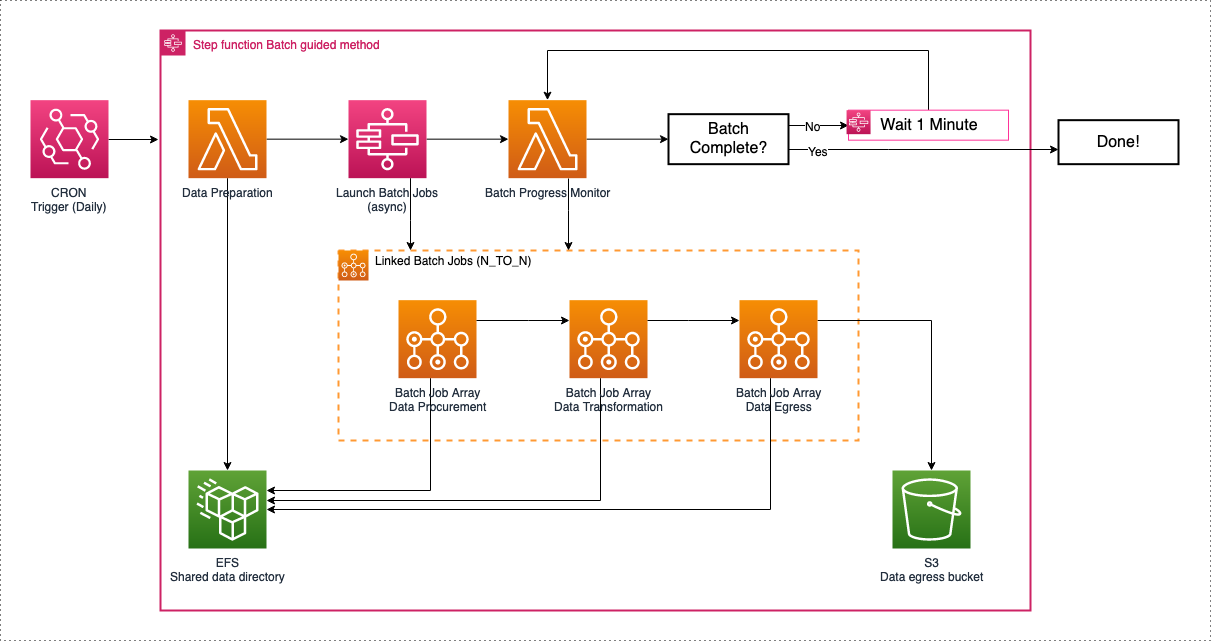 Step function Batch guided method
CRON
Trigger (Daily)
Data Preparation
Launch Batch Jobs
(async)
Batch Progress Monitor
Batch
Complete?
No
Yes
Wait 1 Minute
Done!
Linked Batch Jobs (N_TO_N)
Batch Job Array
Data Procurement
Batch Job Array
Data Transformation
Batch Job Array
Data Egress
EFS
Shared data directory
S3
Data egress bucket